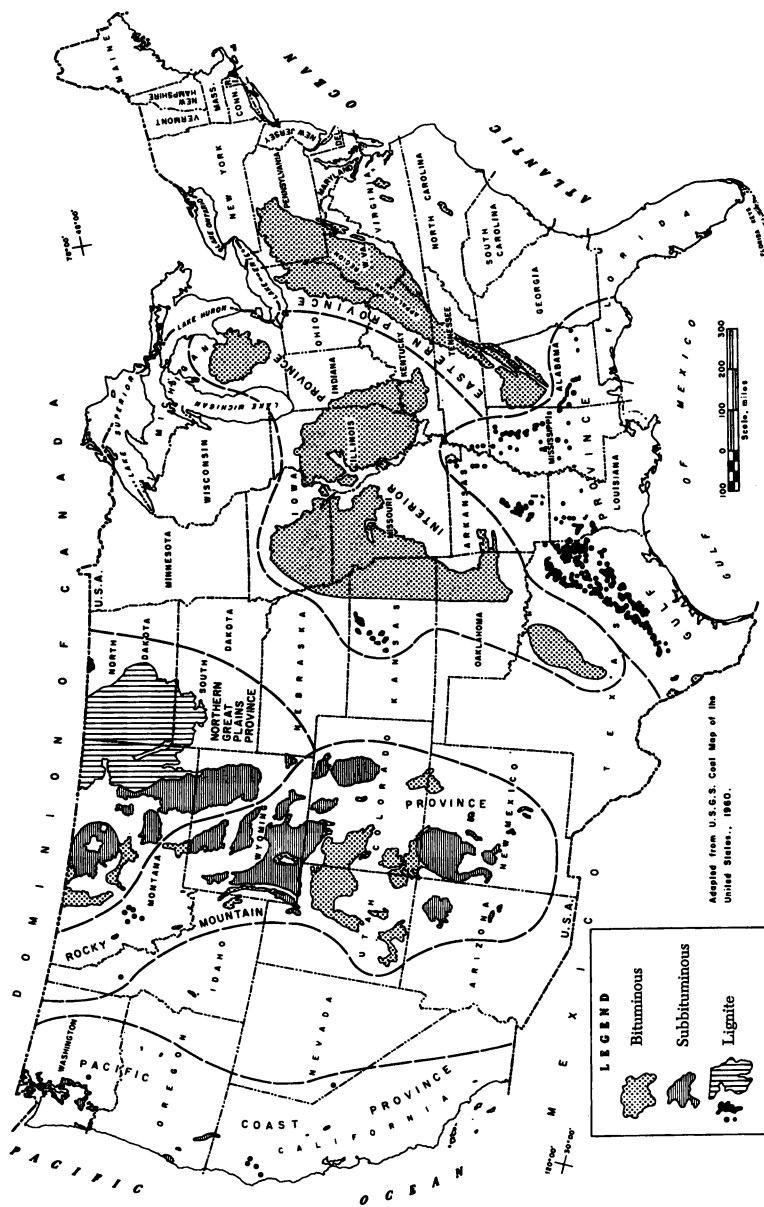 DOMINION OF CANADA
U.S.A.
WASHINGTON
PACIFIC
COAST
PROVINCE
OREGON
CALIFORNIA
NEVADA
IDAHO
ROCKY
MOUNTAIN
PROVINCE
MONTANA
WYOMING
UTAH
COLORADO
ARIZONA
NEW MEXICO
NORTH
DAKOTA
SOUTH
DAKOTA
NORTHERN
GREAT
PLAINS
PROVINCE
NEBRASKA
KANSAS
OKLAHOMA
TEXAS
MINNESOTA
WISCONSIN
IOWA
MISSOURI
ARKANSAS
LOUISIANA
INTERIOR
PROVINCE
ILLINOIS
INDIANA
OHIO
MICHIGAN
LAKE SUPERIOR
LAKE MICHIGAN
LAKE HURON
LAKE ERIE
LAKE ONTARIO
KENTUCKY
TENNESSEE
MISSISSIPPI
ALABAMA
GEORGIA
FLORIDA
SOUTH
CAROLINA
NORTH
CAROLINA
VIRGINIA
W. VA.
EASTERN PROVINCE
MARYLAND
DEL.
PENNSYLVANIA
NEW JERSEY
NEW
YORK
CONN.
R.I.
MASS.
VERMONT
NEW
HAMPSHIRE
MAINE
GULF
PROVINCE
GULF
OF
MEXICO
ATLANTIC
OCEAN
PACIFIC
OCEAN
U.S.A.
MEXICO
100 0 100 200 300
Scale, miles
Adapted from U.S.G.S. Coal Map of the
United States., 1960.
LEGEND
Bituminous
Subbituminous
Lignite